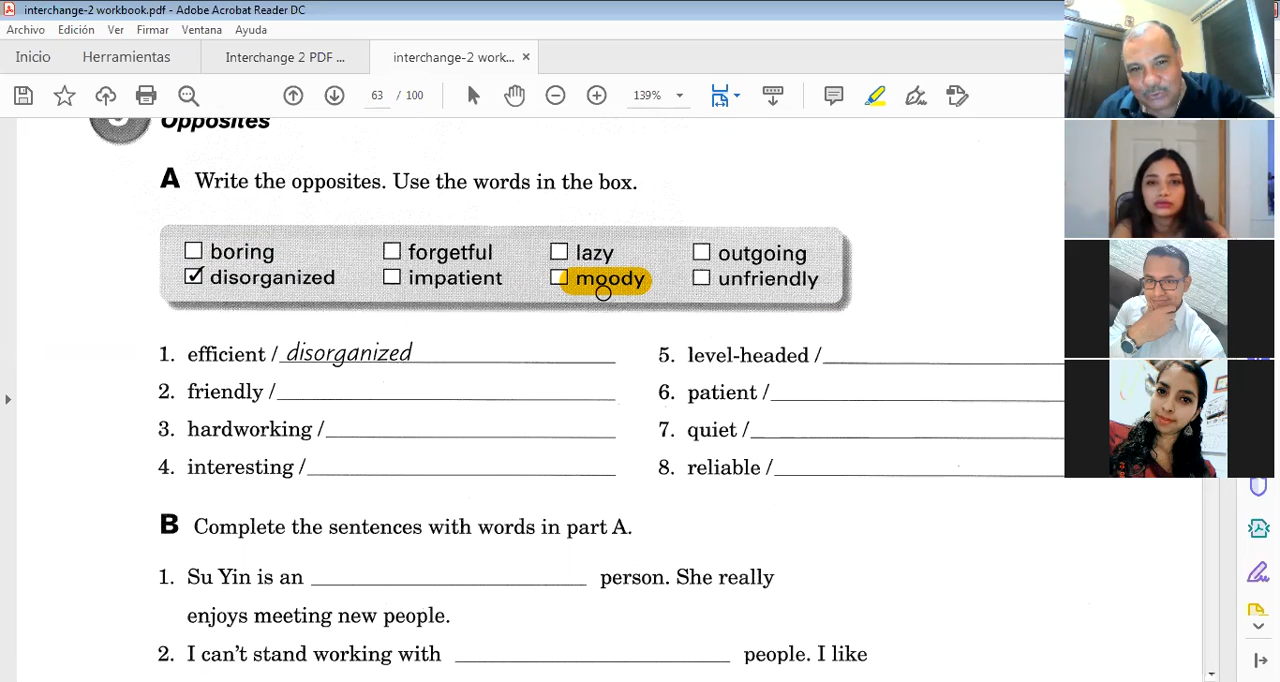 interchange-2 workbook.pdf - Adobe Acrobat Reader DC
Archivo Edición Ver Firmar Ventana Ayuda
Inicio Herramientas Interchange 2 PDF ... interchange-2 work... ×
63 / 100 139%
Opposites
A Write the opposites. Use the words in the box.
boring forgetful lazy outgoing
disorganized impatient moody unfriendly
1. efficient / disorganized 5. level-headed /
2. friendly / 6. patient /
3. hardworking / 7. quiet /
4. interesting / 8. reliable /
B Complete the sentences with words in part A.
1. Su Yin is an person. She really
enjoys meeting new people.
2. I can't stand working with people. I like